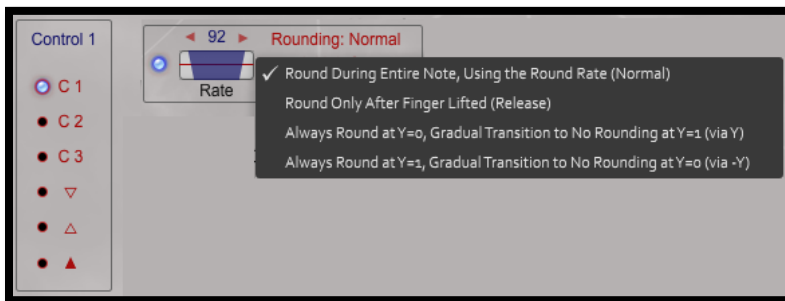 Control 1
C 1
C 2
C 3
92
Rounding: Normal
Rate
✓ Round During Entire Note, Using the Round Rate (Normal)
Round Only After Finger Lifted (Release)
Always Round at Y=0, Gradual Transition to No Rounding at Y=1 (via Y)
Always Round at Y=1, Gradual Transition to No Rounding at Y=0 (via -Y)